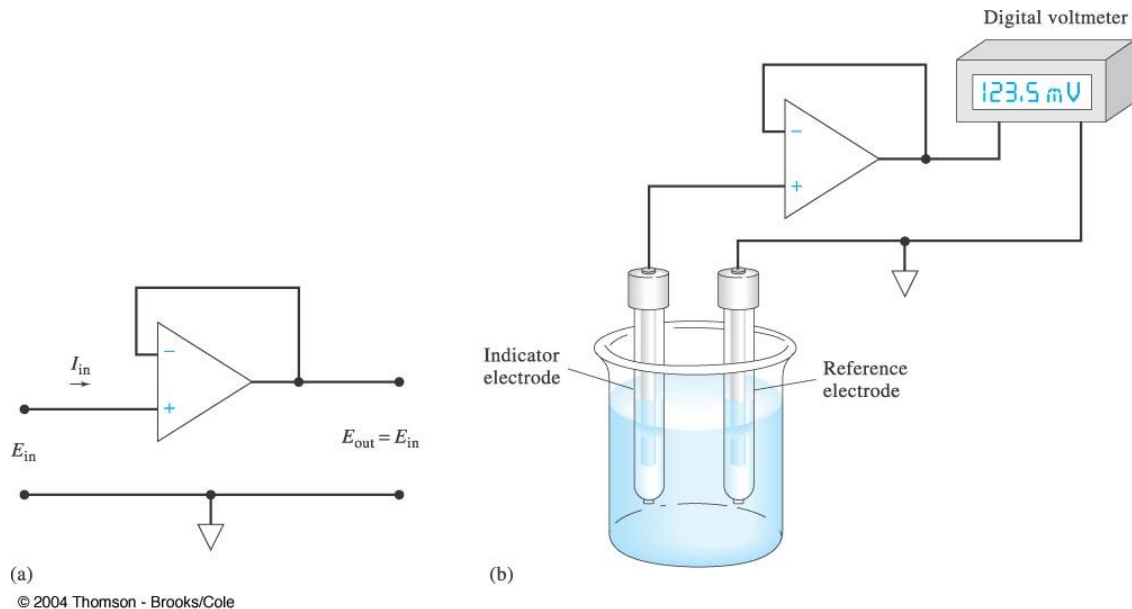 Digital voltmeter
123.5 mV
−
+
Indicator
electrode
Reference
electrode
I_in
→
−
+
E_in
E_out = E_in
(a)
(b)
© 2004 Thomson - Brooks/Cole